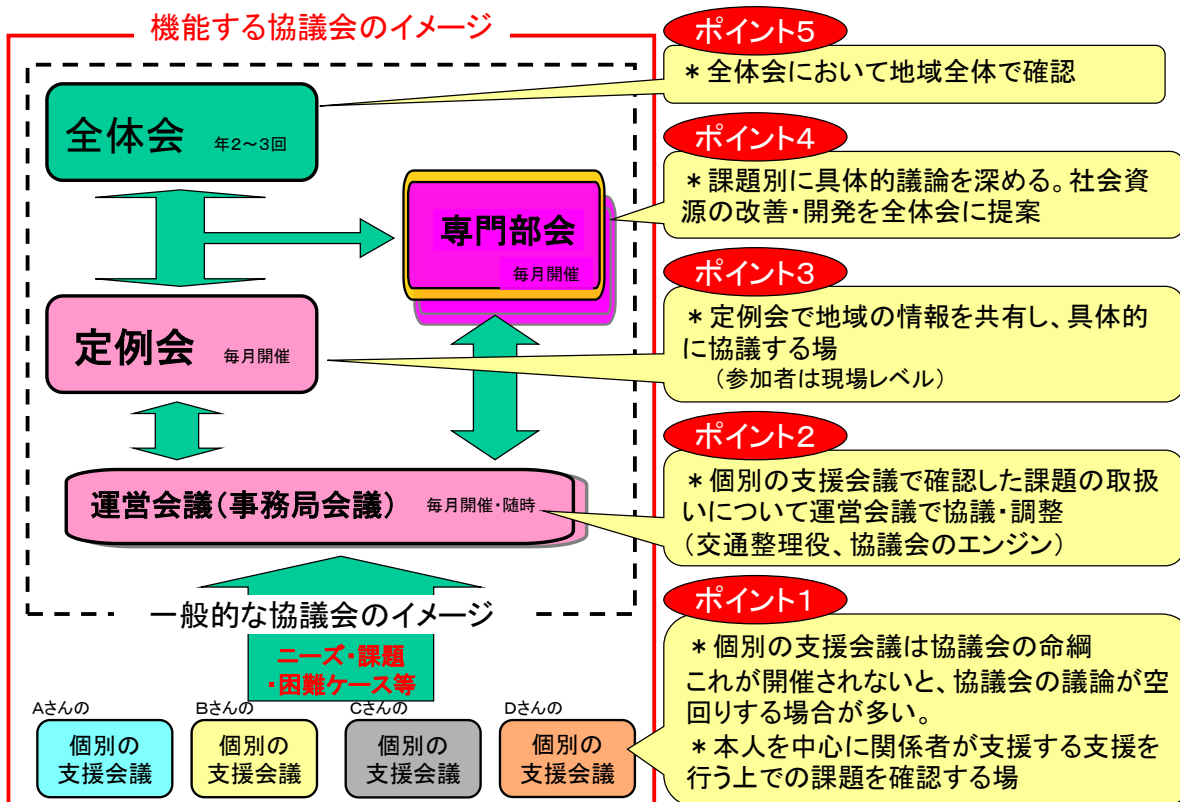 機能する協議会のイメージ
全体会 年2~3回
専門部会
毎月開催
定例会 毎月開催
運営会議(事務局会議) 毎月開催・随時
一般的な協議会のイメージ
ニーズ・課題
・困難ケース等
Aさんの
個別の
支援会議
Bさんの
個別の
支援会議
Cさんの
個別の
支援会議
Dさんの
個別の
支援会議
ポイント5
*全体会において地域全体で確認
ポイント4
*課題別に具体的議論を深める。社会資
源の改善・開発を全体会に提案
ポイント3
*定例会で地域の情報を共有し、具体的
に協議する場
(参加者は現場レベル)
ポイント2
*個別の支援会議で確認した課題の取扱
いについて運営会議で協議・調整
(交通整理役、協議会のエンジン)
ポイント1
*個別の支援会議は協議会の命綱
これが開催されないと、協議会の議論が空
回りする場合が多い。
*本人を中心に関係者が支援する支援を
行う上での課題を確認する場